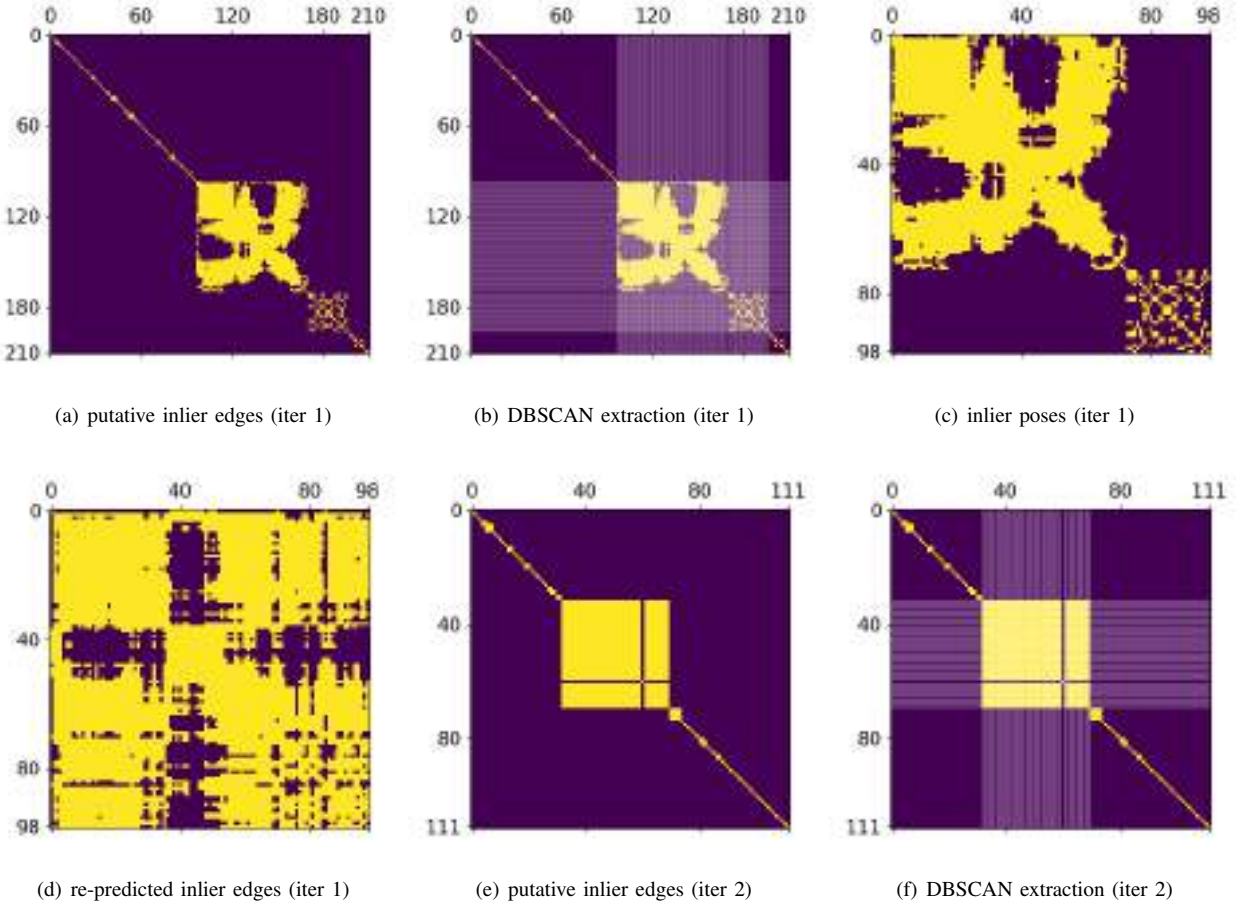 0 60 120 180 210 0 60 120 180 210 0 40 80 98
0 0 0
60 60 40
120 120
180 180 80
210 210 98
(a) putative inlier edges (iter 1) (b) DBSCAN extraction (iter 1) (c) inlier poses (iter 1)
0 40 80 98 0 40 80 111 0 40 80 111
0 0 0
40 40 40
80 80 80
98 111 111
(d) re-predicted inlier edges (iter 1) (e) putative inlier edges (iter 2) (f) DBSCAN extraction (iter 2)